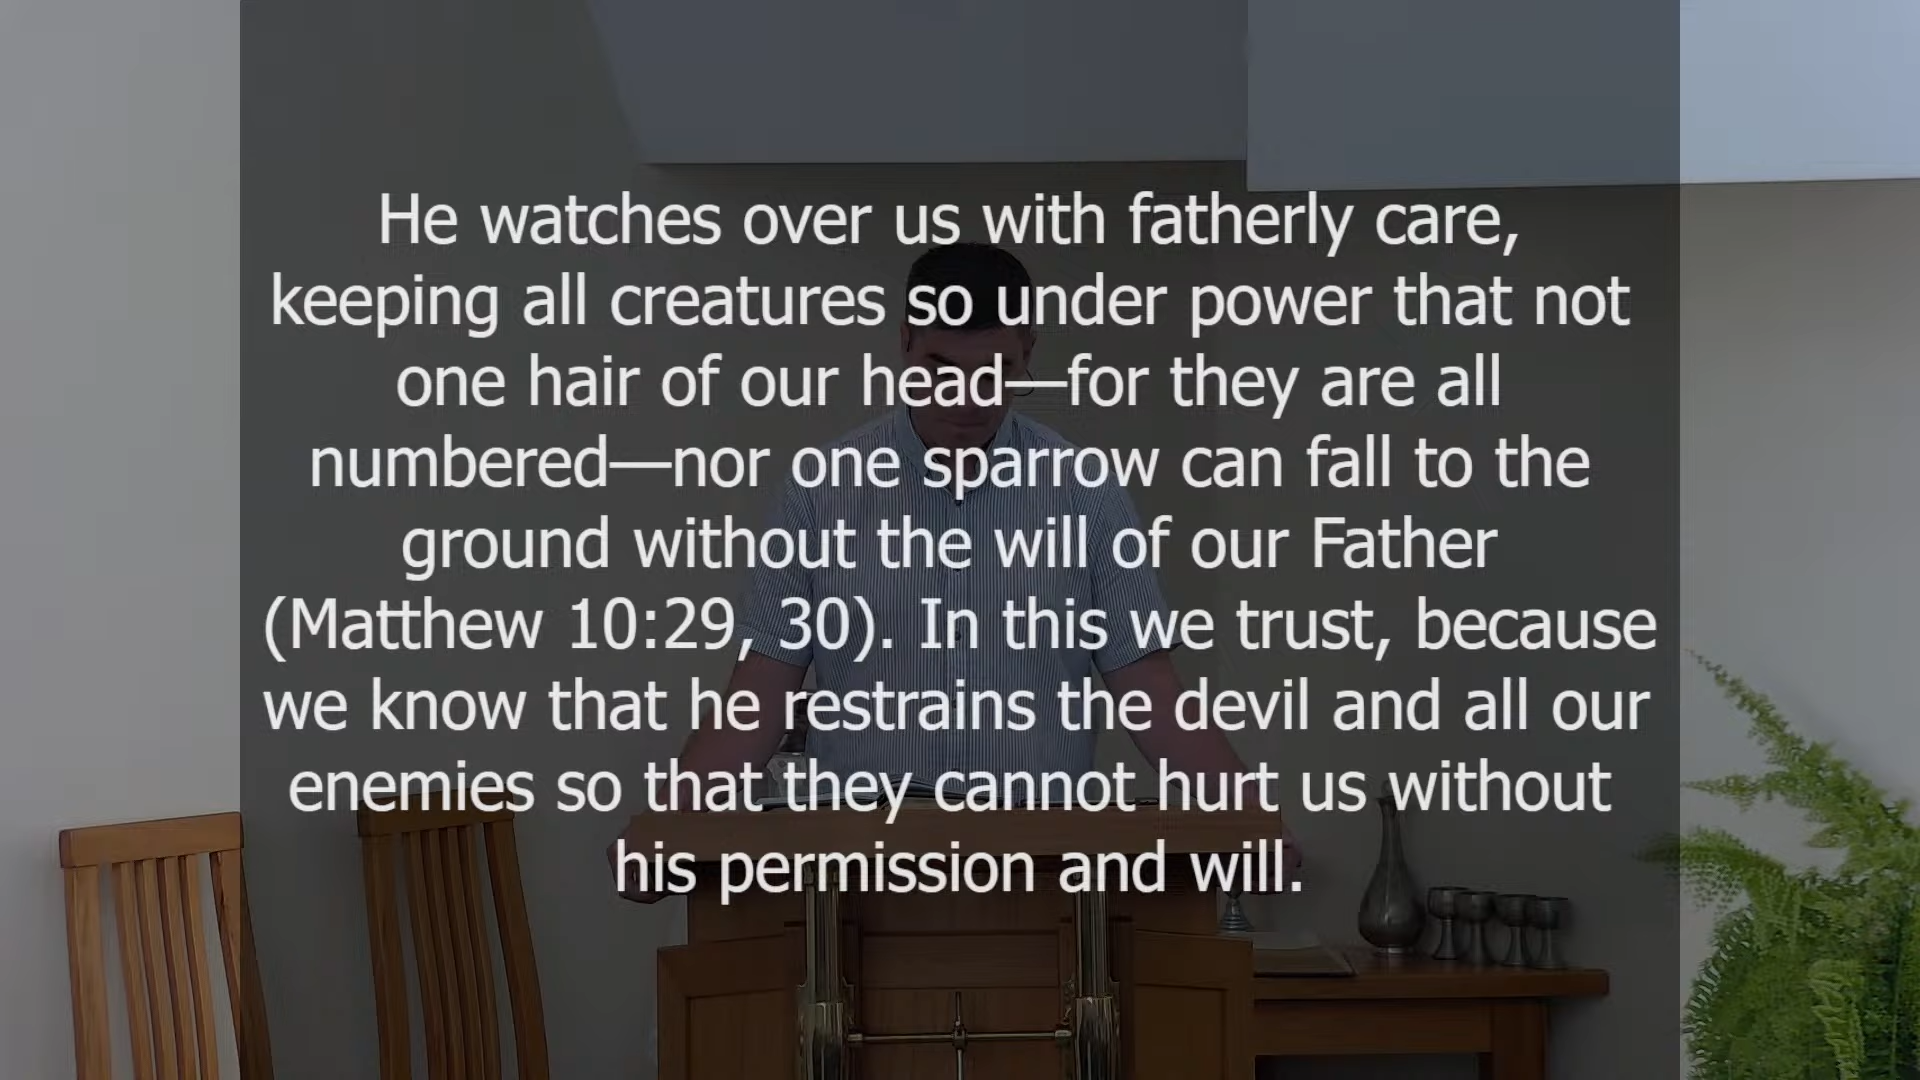 He watches over us with fatherly care,
keeping all creatures so under power that not
one hair of our head—for they are all
numbered—nor one sparrow can fall to the
ground without the will of our Father
(Matthew 10:29, 30). In this we trust, because
we know that he restrains the devil and all our
enemies so that they cannot hurt us without
his permission and will.